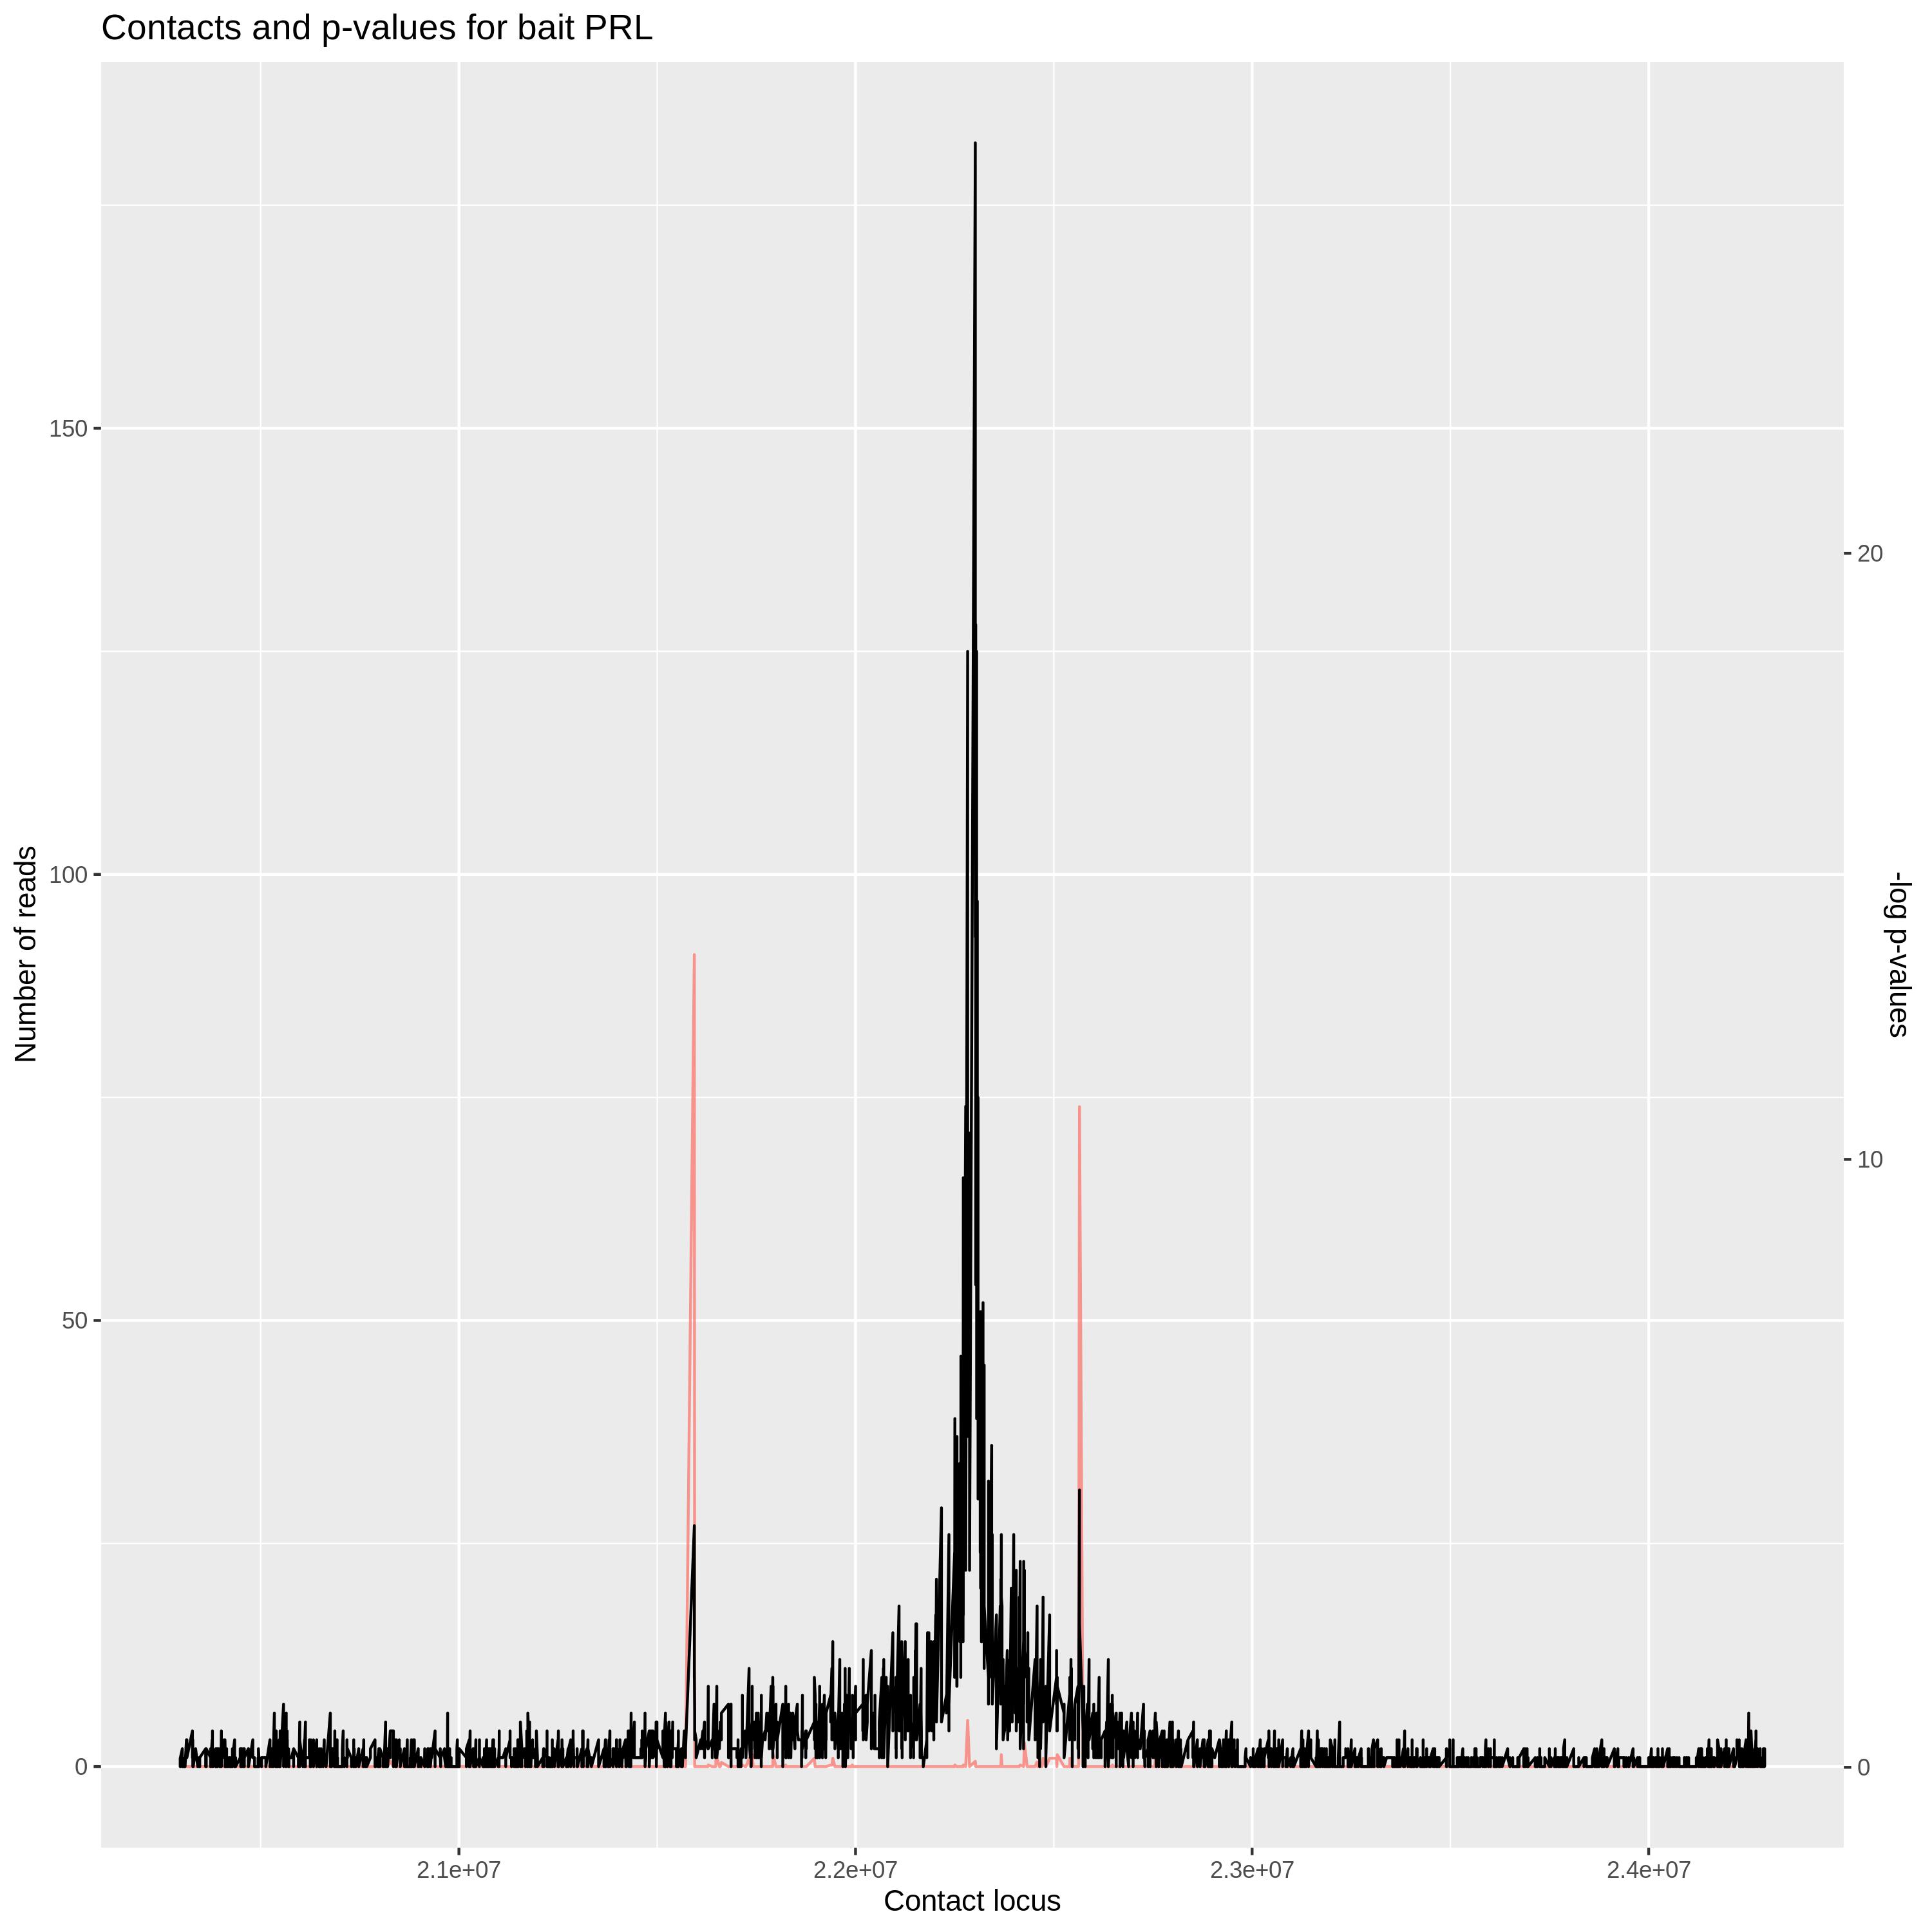 Contacts and p-values for bait PRL
Number of reads
150
100
50
0
20
10
0
-log p-values
2.1e+07
2.2e+07
2.3e+07
2.4e+07
Contact locus